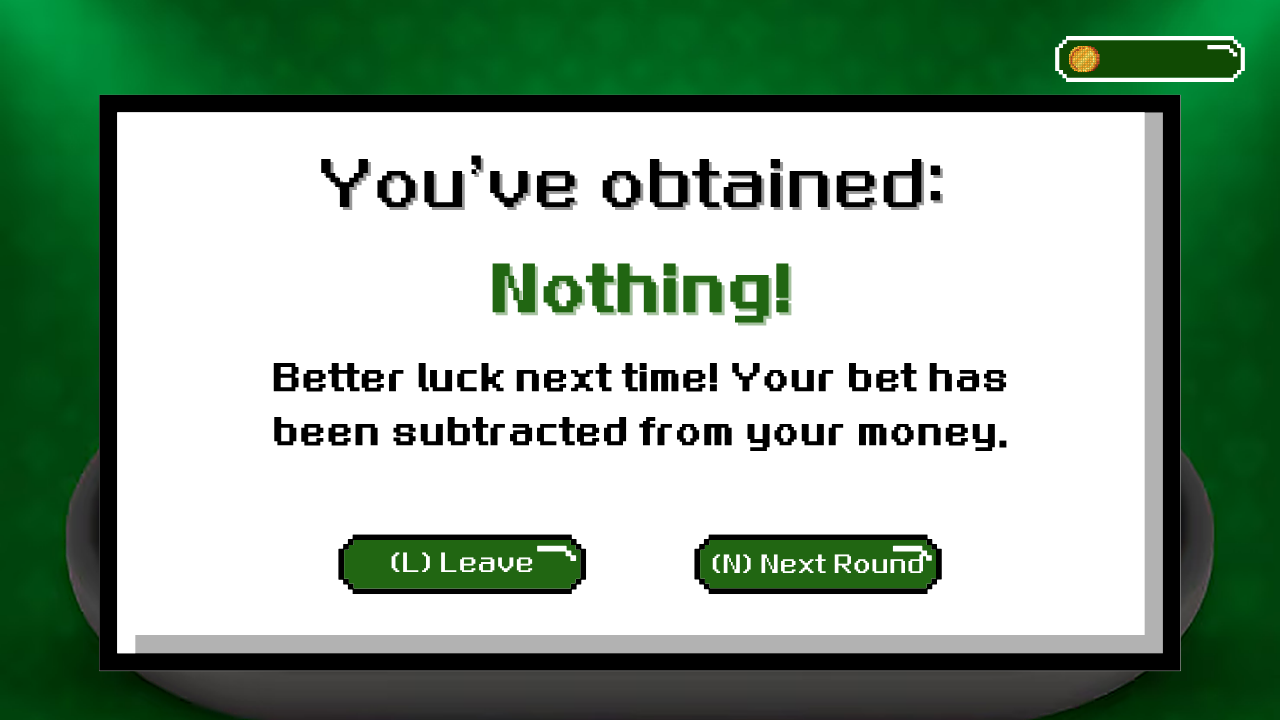 You've obtained:
Nothing!
Better luck next time! Your bet has
been subtracted from your money.
(L) Leave
(N) Next Round